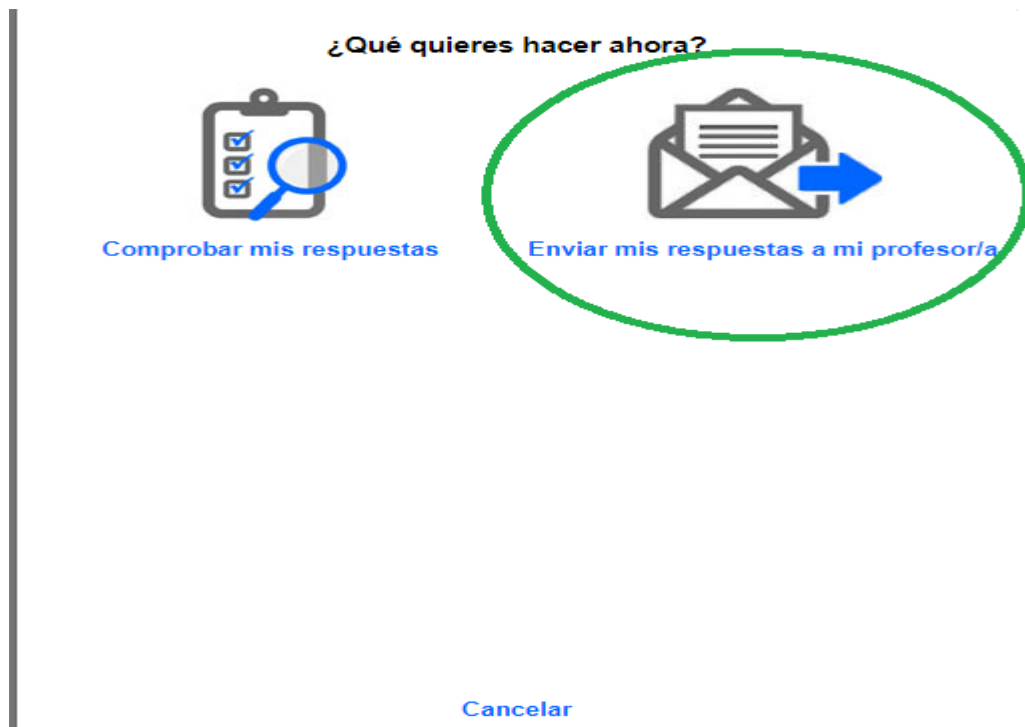 ¿Qué quieres hacer ahora?
Comprobar mis respuestas
Enviar mis respuestas a mi profesor/a
Cancelar